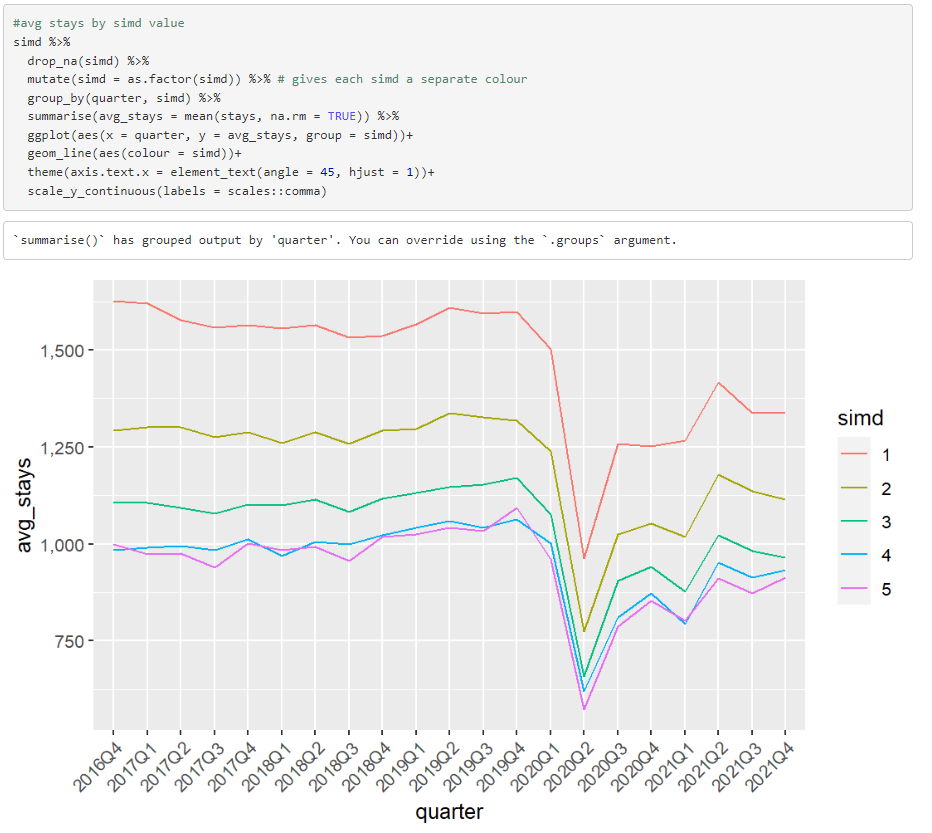 #avg stays by simd value
simd %>%
  drop_na(simd) %>%
  mutate(simd = as.factor(simd)) %>% # gives each simd a separate colour
  group_by(quarter, simd) %>%
  summarise(avg_stays = mean(stays, na.rm = TRUE)) %>%
  ggplot(aes(x = quarter, y = avg_stays, group = simd))+
  geom_line(aes(colour = simd))+
  theme(axis.text.x = element_text(angle = 45, hjust = 1))+
  scale_y_continuous(labels = scales::comma)
`summarise()` has grouped output by 'quarter'. You can override using the `.groups` argument.
avg_stays
1,500
1,250
1,000
750
2016Q4
2017Q1
2017Q2
2017Q3
2017Q4
2018Q1
2018Q2
2018Q3
2018Q4
2019Q1
2019Q2
2019Q3
2019Q4
2020Q1
2020Q2
2020Q3
2020Q4
2021Q1
2021Q2
2021Q3
2021Q4
quarter
simd
1
2
3
4
5